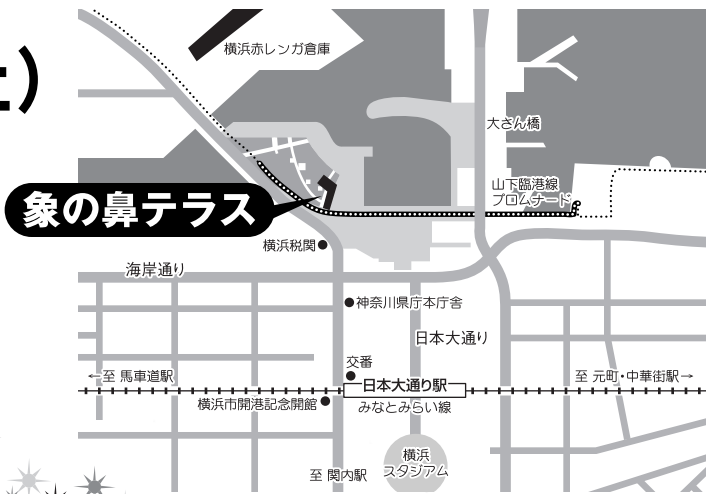 横浜赤レンガ倉庫
)
大さん橋
山下臨港線
プロムナード
象の鼻テラス
横浜税関
海岸通り
神奈川県庁本庁舎
日本大通り
交番
←至 馬車道駅
日本大通り駅
至 元町・中華街駅→
横浜市開港記念開館
みなとみらい線
横浜
スタジアム
至 関内駅